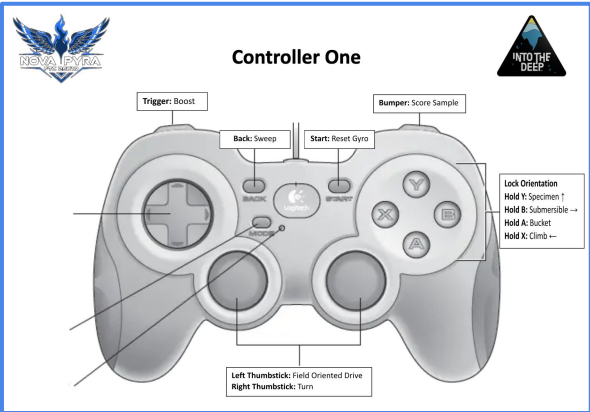 NOVA PYRA
Controller One
INTO THE
DEEP
Trigger: Boost
Bumper: Score Sample
Back: Sweep
Start: Reset Gyro
BACK
Logitech
START
MODE
Y
X
B
A
Lock Orientation
Hold Y: Specimen ↑
Hold B: Submersible →
Hold A: Bucket
Hold X: Climb ←
Left Thumbstick: Field Oriented Drive
Right Thumbstick: Turn